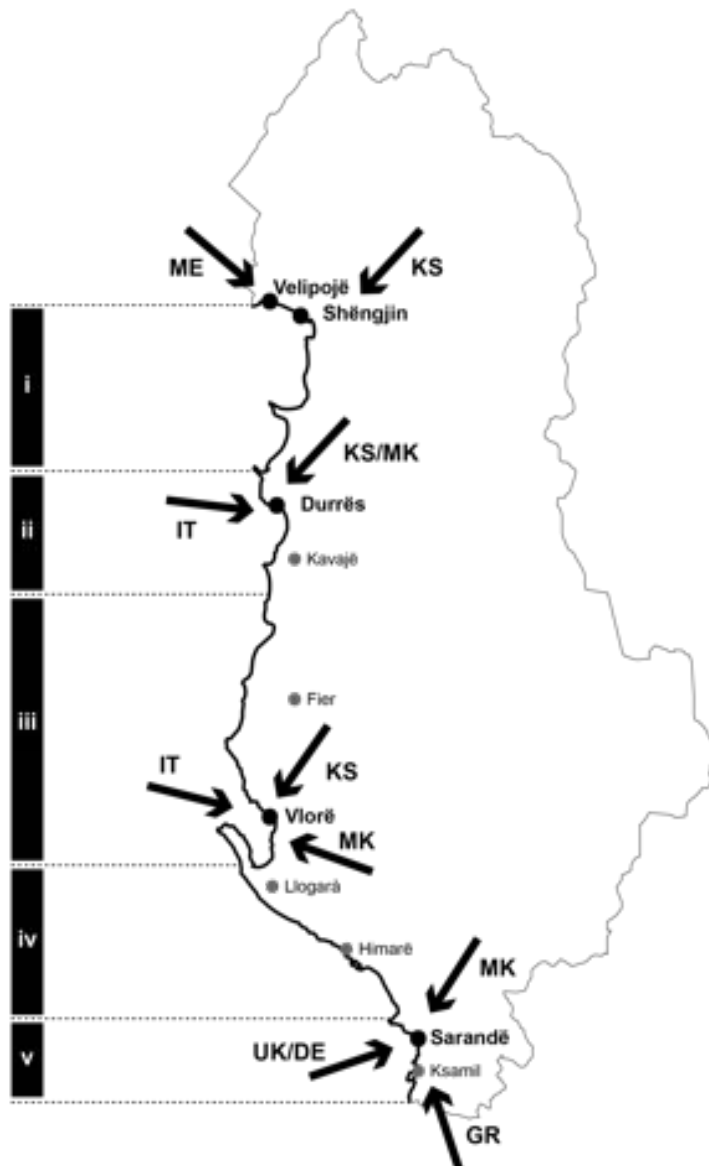 ME
KS
Velipojë
Shëngjin
i
KS/MK
IT
Durrës
ii
Kavajë
iii
Fier
IT
KS
Vlorë
MK
Llogarà
iv
Himarë
MK
Sarandë
UK/DE
v
Ksamil
GR